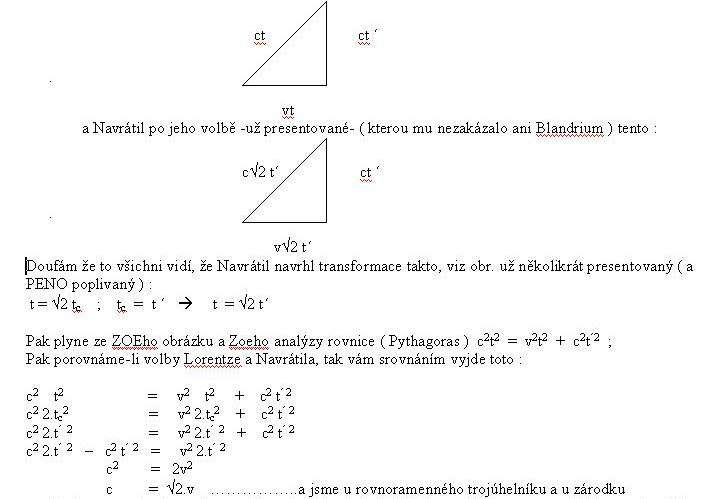 ct ct ´
.
vt
a Navrátil po jeho volbě -už presentované- ( kterou mu nezakázalo ani Blandrium ) tento :
c√2 t´ ct ´
.
v√2 t´
Doufám že to všichni vidí, že Navrátil navrhl transformace takto, viz obr. už několikrát presentovaný ( a
PENO poplivaný ) :
t = √2 tc ; tc = t ´ → t = √2 t´
Pak plyne ze ZOEho obrázku a Zoeho analýzy rovnice ( Pythagoras ) c²t² = v²t² + c²t´² ;
Pak porovnáme-li volby Lorentze a Navrátila, tak vám srovnáním vyjde toto :
c² t² = v² t² + c² t´²
c² 2.tc² = v² 2.tc² + c² t´²
c² 2.t´ ² = v² 2.t´ ² + c² t´²
c² 2.t´ ² – c² t´ ² = v² 2.t´ ²
c² = 2v²
c = √2.v ……………..a jsme u rovnoramenného trojúhelníku a u zárodku